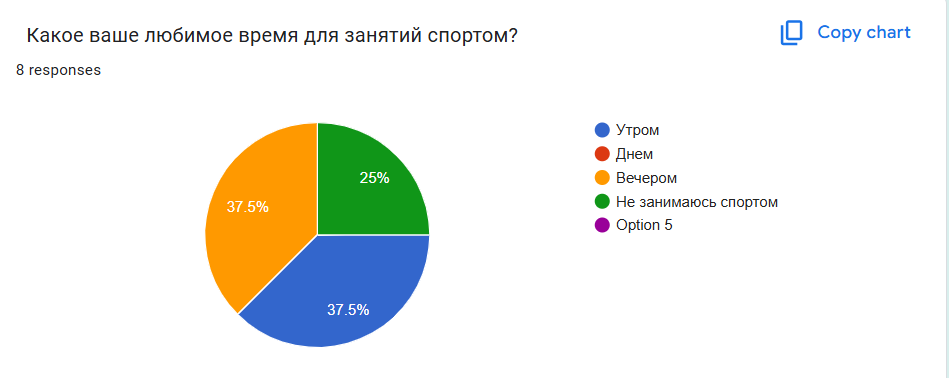 Какое ваше любимое время для занятий спортом?
Copy chart
8 responses
25%
37.5%
37.5%
Утром
Днем
Вечером
Не занимаюсь спортом
Option 5